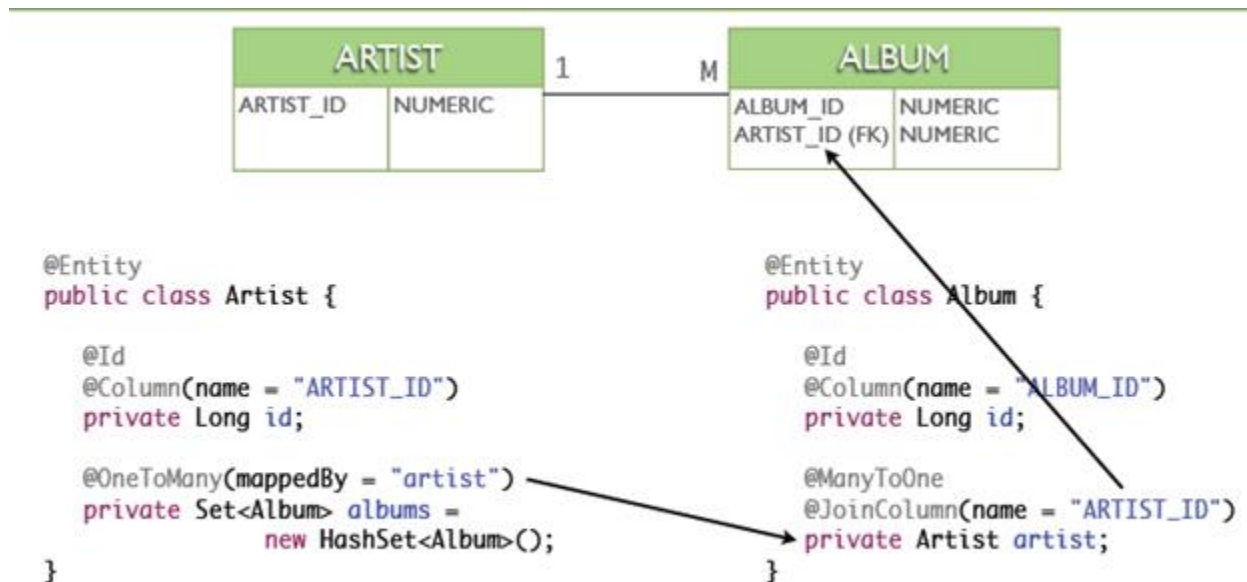 ARTIST
ARTIST_ID NUMERIC
1 M
ALBUM
ALBUM_ID NUMERIC
ARTIST_ID (FK) NUMERIC
@Entity
public class Artist {
@Id
@Column(name = "ARTIST_ID")
private Long id;
@OneToMany(mappedBy = "artist")
private Set<Album> albums =
new HashSet<Album>();
}
@Entity
public class Album {
@Id
@Column(name = "ALBUM_ID")
private Long id;
@ManyToOne
@JoinColumn(name = "ARTIST_ID")
private Artist artist;
}